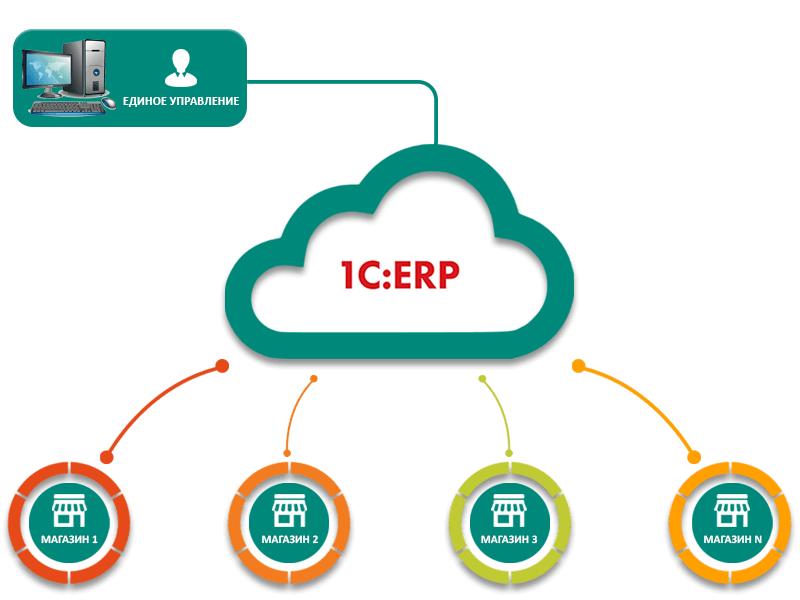 ЕДИНОЕ УПРАВЛЕНИЕ
1С:ERP
МАГАЗИН 1
МАГАЗИН 2
МАГАЗИН 3
МАГАЗИН N